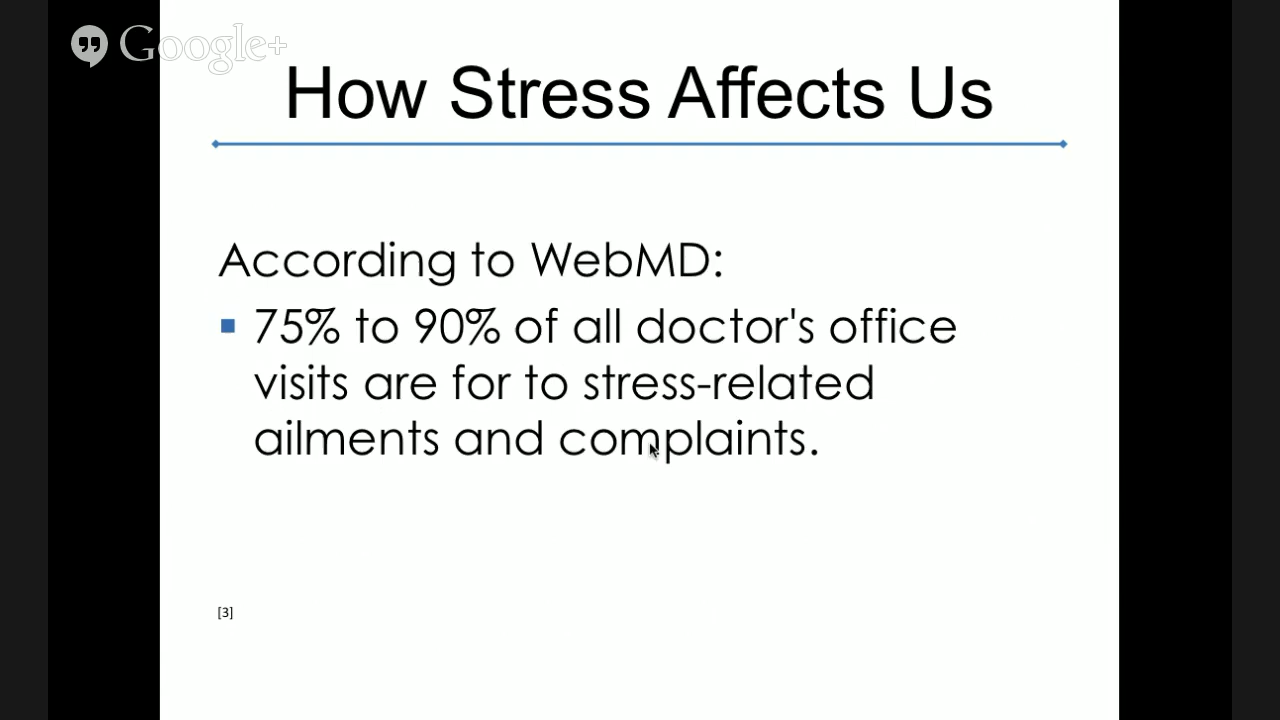 Google+
How Stress Affects Us
According to WebMD:
75% to 90% of all doctor's office
visits are for to stress-related
ailments and complaints.
[3]